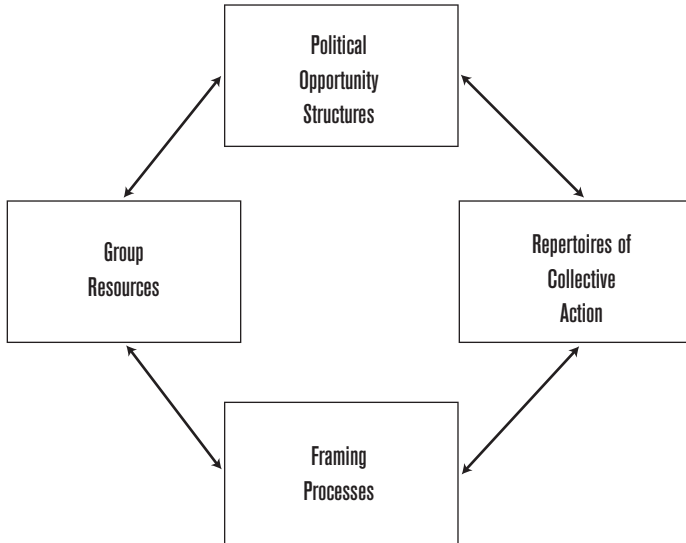 Political
Opportunity
Structures
Group
Resources
Repertoires of
Collective
Action
Framing
Processes